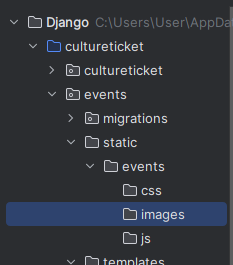 Django C:\Users\User\AppDa
cultureticket
cultureticket
events
migrations
static
events
css
images
js
templates